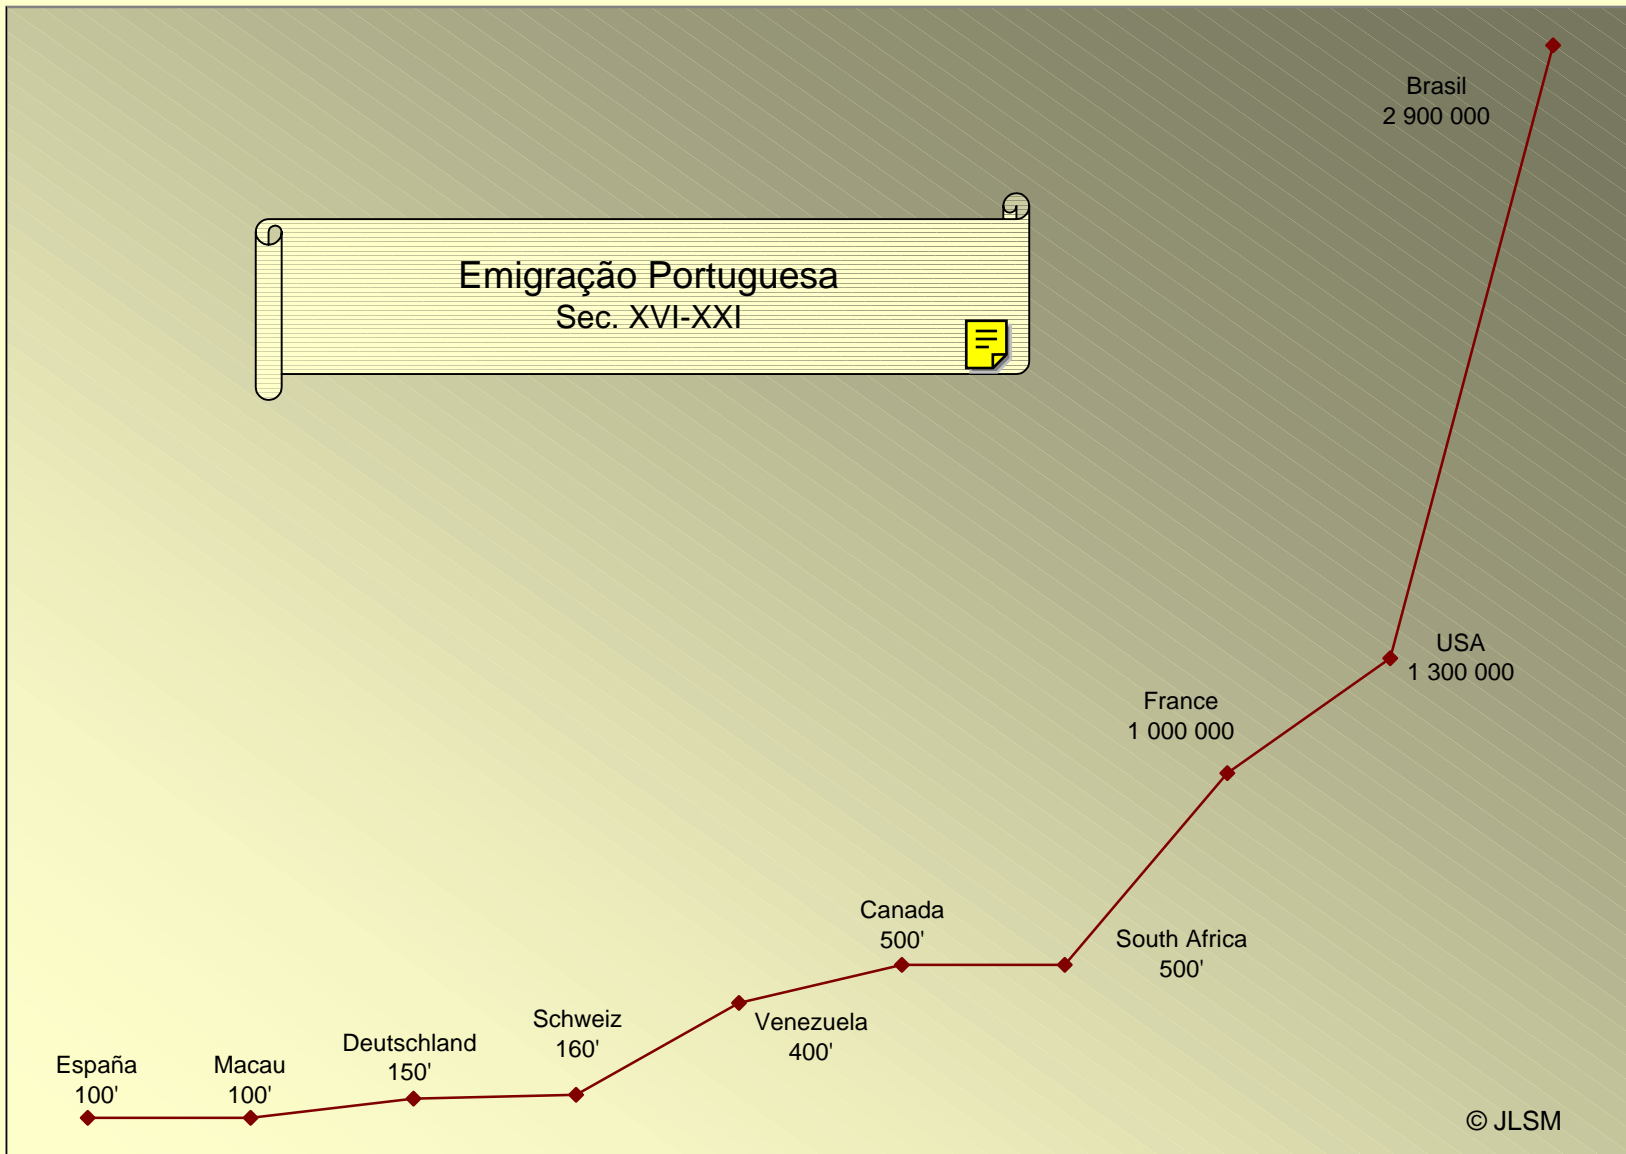 Brasil
2 900 000
Emigração Portuguesa
Sec. XVI-XXI
USA
1 300 000
France
1 000 000
Canada
500'
South Africa
500'
Schweiz
160'
Venezuela
400'
Deutschland
150'
España
100'
Macau
100'
© JLSM